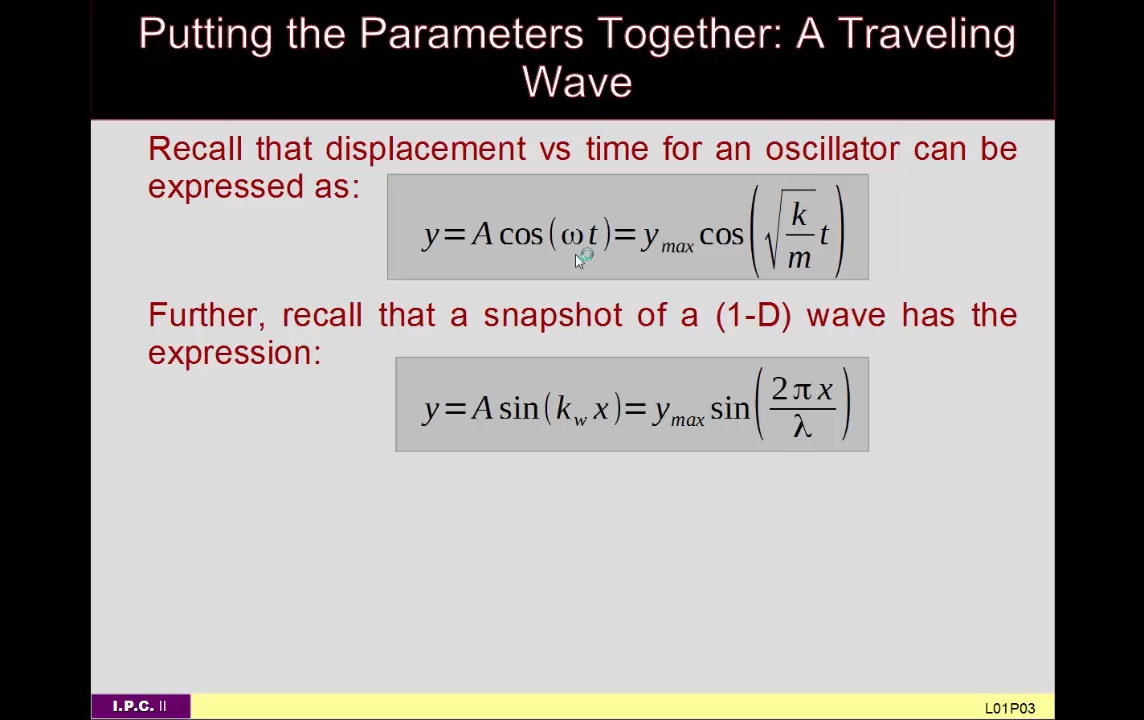 Putting the Parameters Together: A Traveling
Wave
Recall that displacement vs time for an oscillator can be
expressed as:
y = A cos(ω t) = y_max cos(√(k/m) t)
Further, recall that a snapshot of a (1-D) wave has the
expression:
y = A sin(k_w x) = y_max sin(2 π x / λ)
I.P.C. II
L01P03